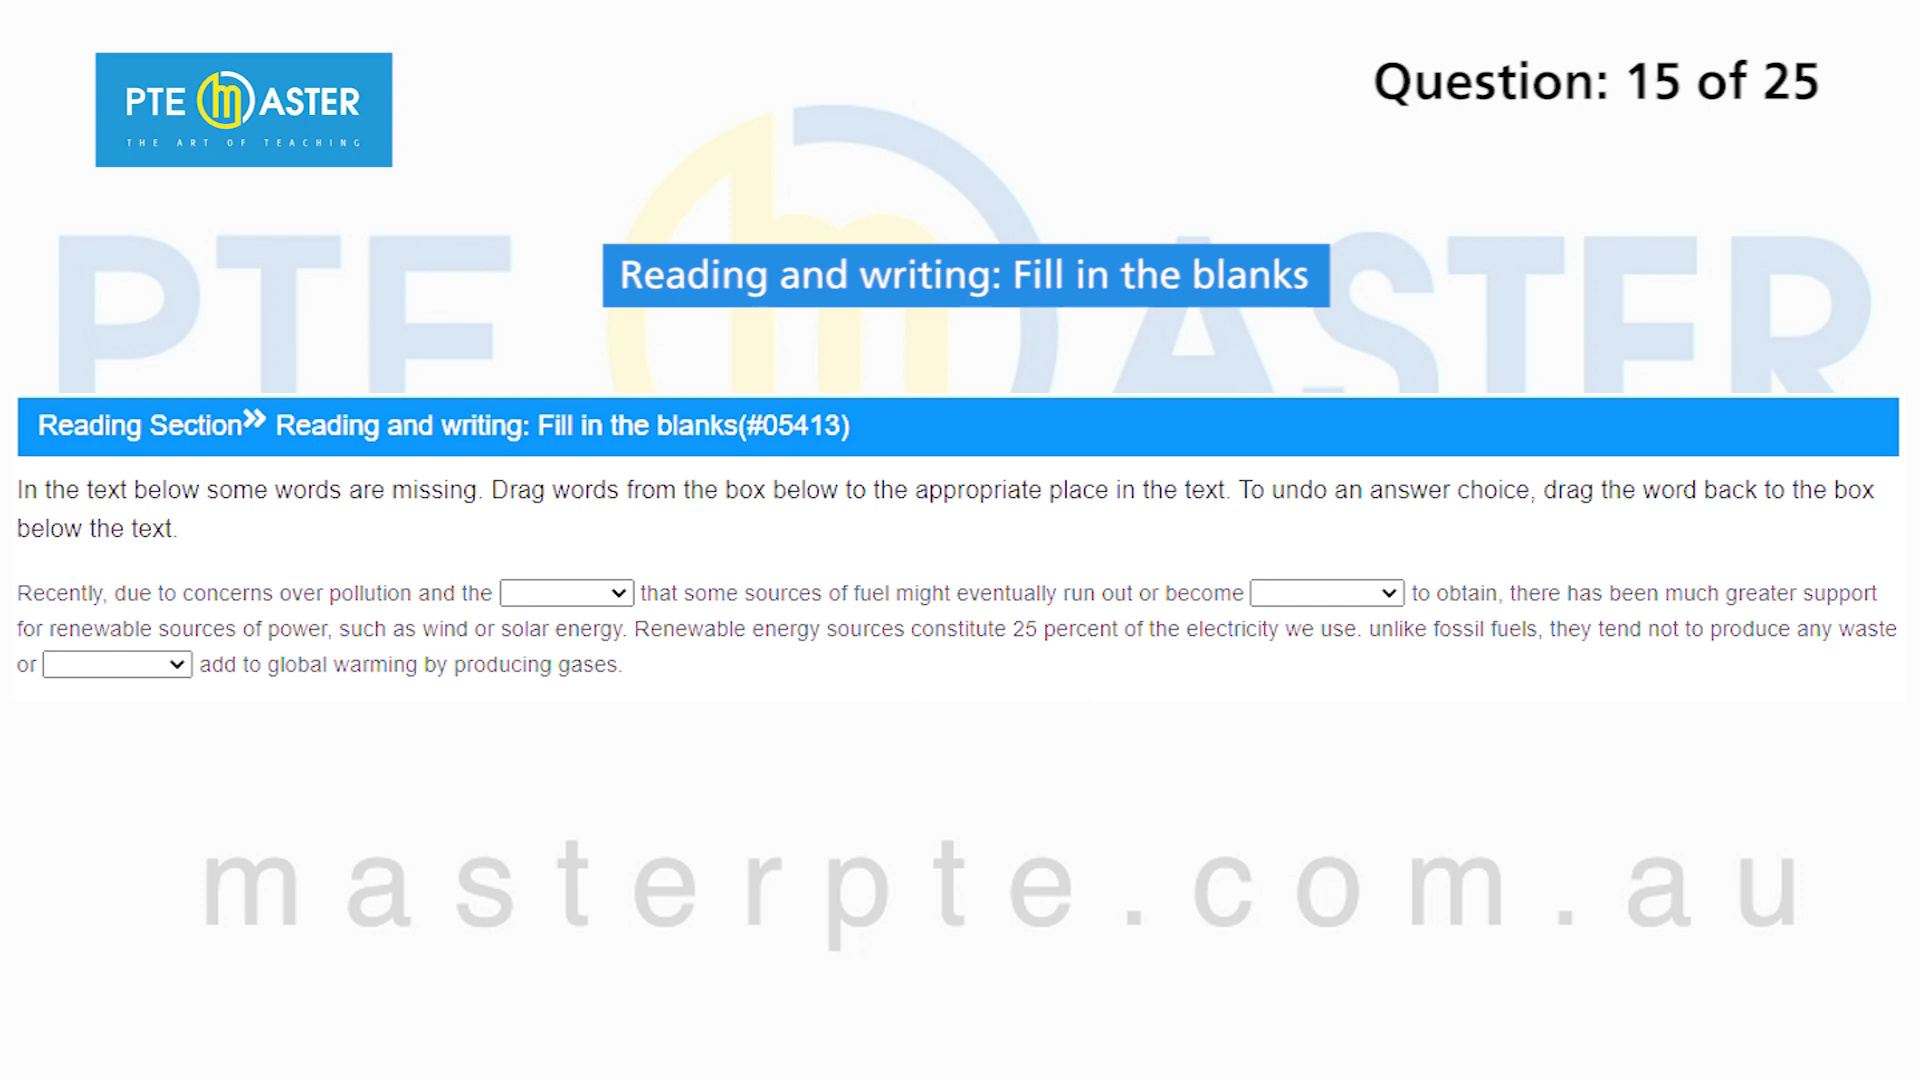 PTE MASTER
THE ART OF TEACHING
Question: 15 of 25
PTE MASTER
Reading and writing: Fill in the blanks
Reading Section» Reading and writing: Fill in the blanks(#05413)
In the text below some words are missing. Drag words from the box below to the appropriate place in the text. To undo an answer choice, drag the word back to the box
below the text.
Recently, due to concerns over pollution and the that some sources of fuel might eventually run out or become to obtain, there has been much greater support
for renewable sources of power, such as wind or solar energy. Renewable energy sources constitute 25 percent of the electricity we use. unlike fossil fuels, they tend not to produce any waste
or add to global warming by producing gases.
masterpte.com.au